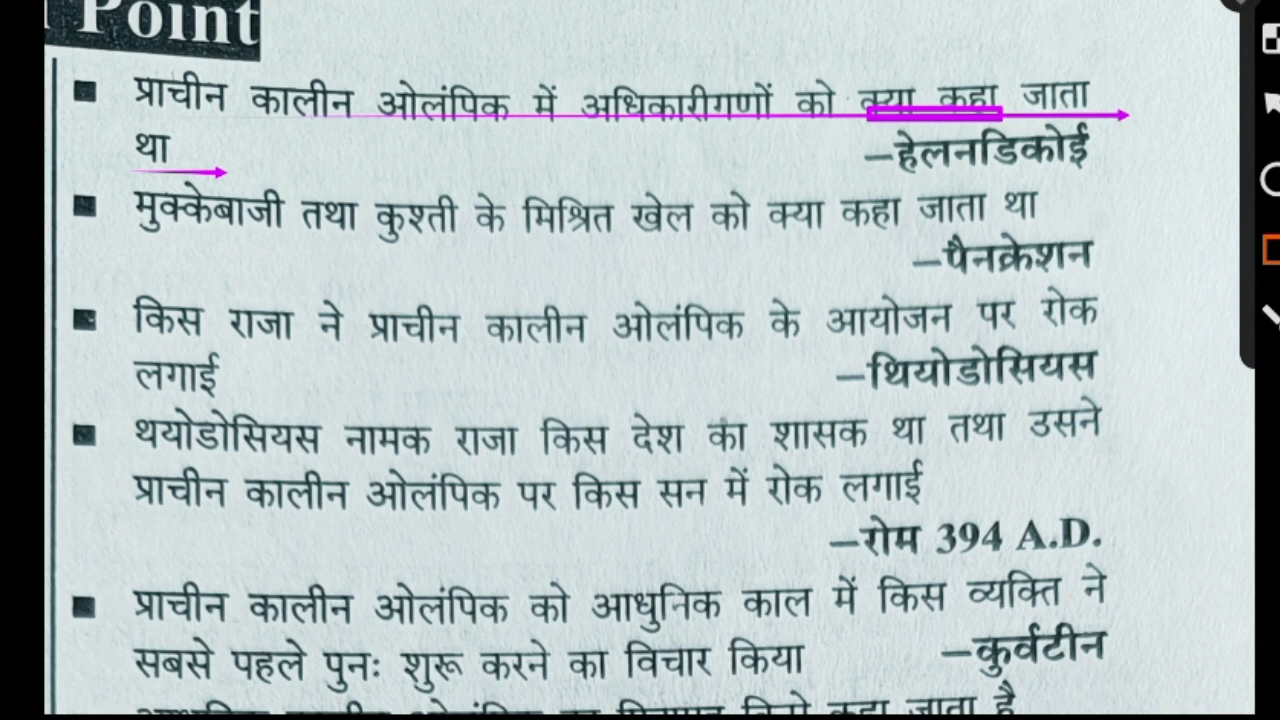 Point
प्राचीन कालीन ओलंपिक में अधिकारीगणों को क्या कहा जाता
था –हेलनडिकोई
मुक्केबाजी तथा कुश्ती के मिश्रित खेल को क्या कहा जाता था
–पैनक्रेशन
किस राजा ने प्राचीन कालीन ओलंपिक के आयोजन पर रोक
लगाई –थियोडोसियस
थयोडोसियस नामक राजा किस देश का शासक था तथा उसने
प्राचीन कालीन ओलंपिक पर किस सन में रोक लगाई
–रोम 394 A.D.
प्राचीन कालीन ओलंपिक को आधुनिक काल में किस व्यक्ति ने
सबसे पहले पुनः शुरू करने का विचार किया –कुर्वटीन
कहा जाता है